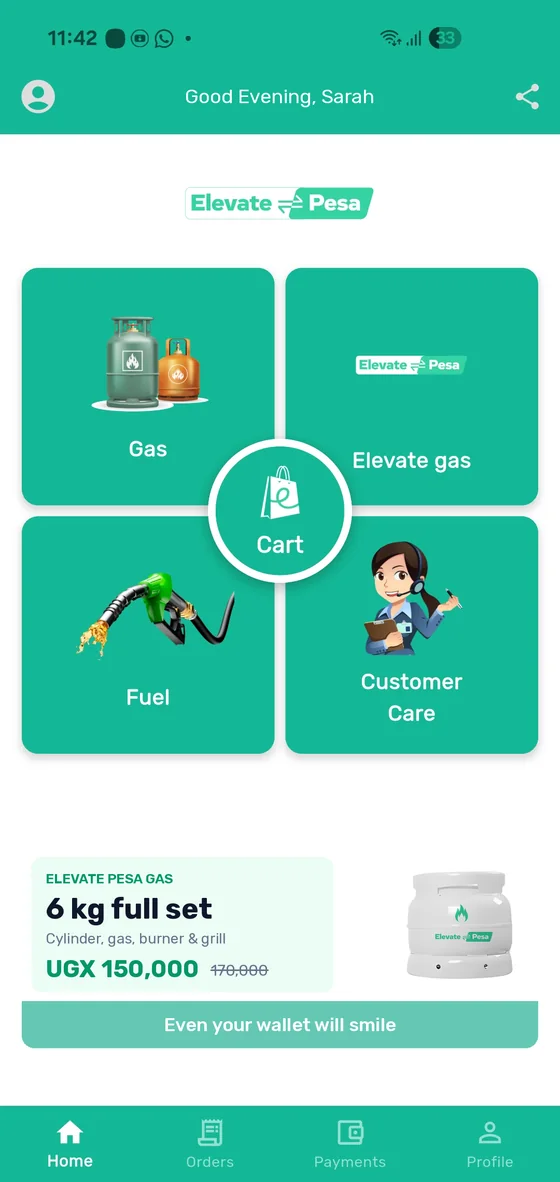 11:42
33
Good Evening, Sarah
Elevate Pesa
Gas
Elevate Pesa
Elevate gas
Cart
Fuel
Customer
Care
ELEVATE PESA GAS
6 kg full set
Cylinder, gas, burner & grill
UGX 150,000 170,000
Elevate Pesa
Even your wallet will smile
Home
Orders
Payments
Profile